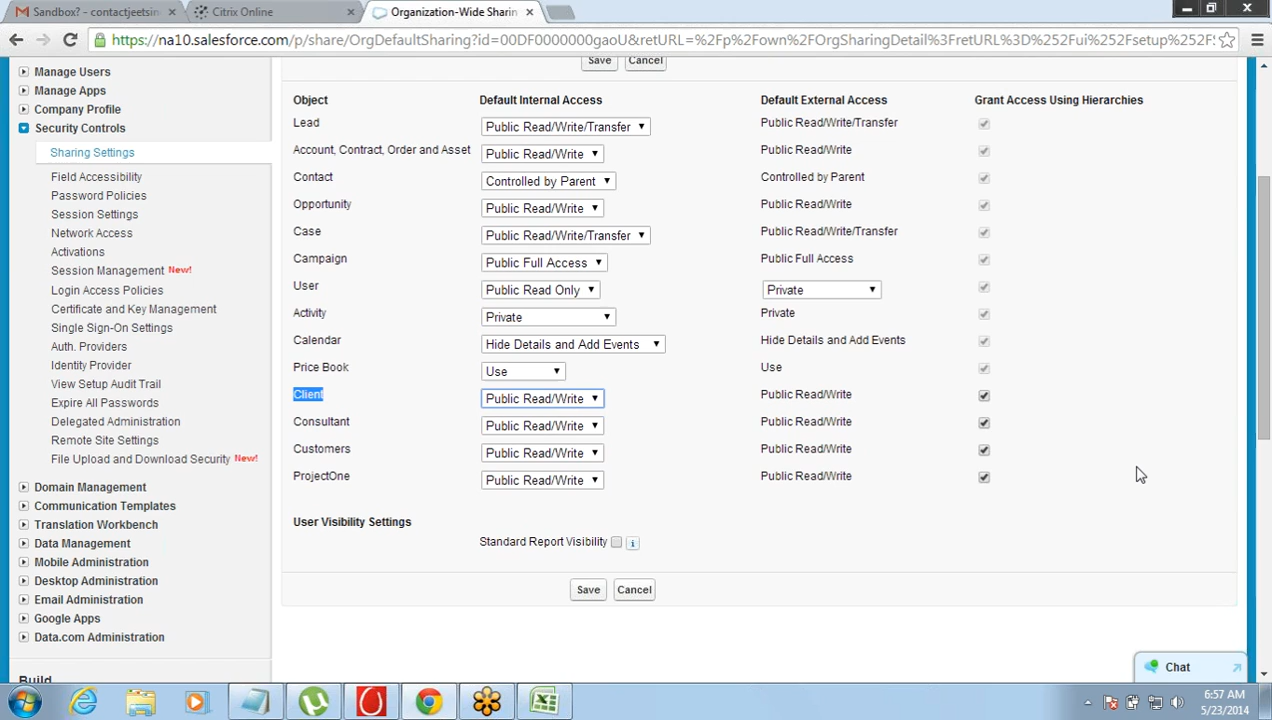 Sandbox? - contactjeetsin
Citrix Online
Organization-Wide Sharin
https://na10.salesforce.com/p/share/OrgDefaultSharing?id=00DF0000000gaoU&retURL=%2Fp%2Fown%2FOrgSharingDetail%3FretURL%3D%252Fui%252Fsetup%252FS
Manage Users
Manage Apps
Company Profile
Security Controls
Sharing Settings
Field Accessibility
Password Policies
Session Settings
Network Access
Activations
Session Management New!
Login Access Policies
Certificate and Key Management
Single Sign-On Settings
Auth. Providers
Identity Provider
View Setup Audit Trail
Expire All Passwords
Delegated Administration
Remote Site Settings
File Upload and Download Security New!
Domain Management
Communication Templates
Translation Workbench
Data Management
Mobile Administration
Desktop Administration
Email Administration
Google Apps
Data.com Administration
Build
Save Cancel
Object Default Internal Access Default External Access Grant Access Using Hierarchies
Lead Public Read/Write/Transfer Public Read/Write/Transfer
Account, Contract, Order and Asset Public Read/Write Public Read/Write
Contact Controlled by Parent Controlled by Parent
Opportunity Public Read/Write Public Read/Write
Case Public Read/Write/Transfer Public Read/Write/Transfer
Campaign Public Full Access Public Full Access
User Public Read Only Private
Activity Private Private
Calendar Hide Details and Add Events Hide Details and Add Events
Price Book Use Use
Client Public Read/Write Public Read/Write
Consultant Public Read/Write Public Read/Write
Customers Public Read/Write Public Read/Write
ProjectOne Public Read/Write Public Read/Write
User Visibility Settings
Standard Report Visibility
Save Cancel
Chat
6:57 AM
5/23/2014